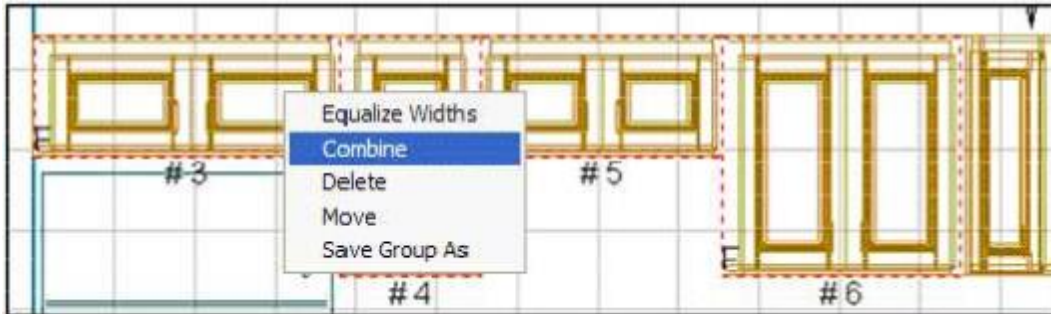 Equalize Widths
Combine
Delete
Move
Save Group As
#3
#5
#4
#6